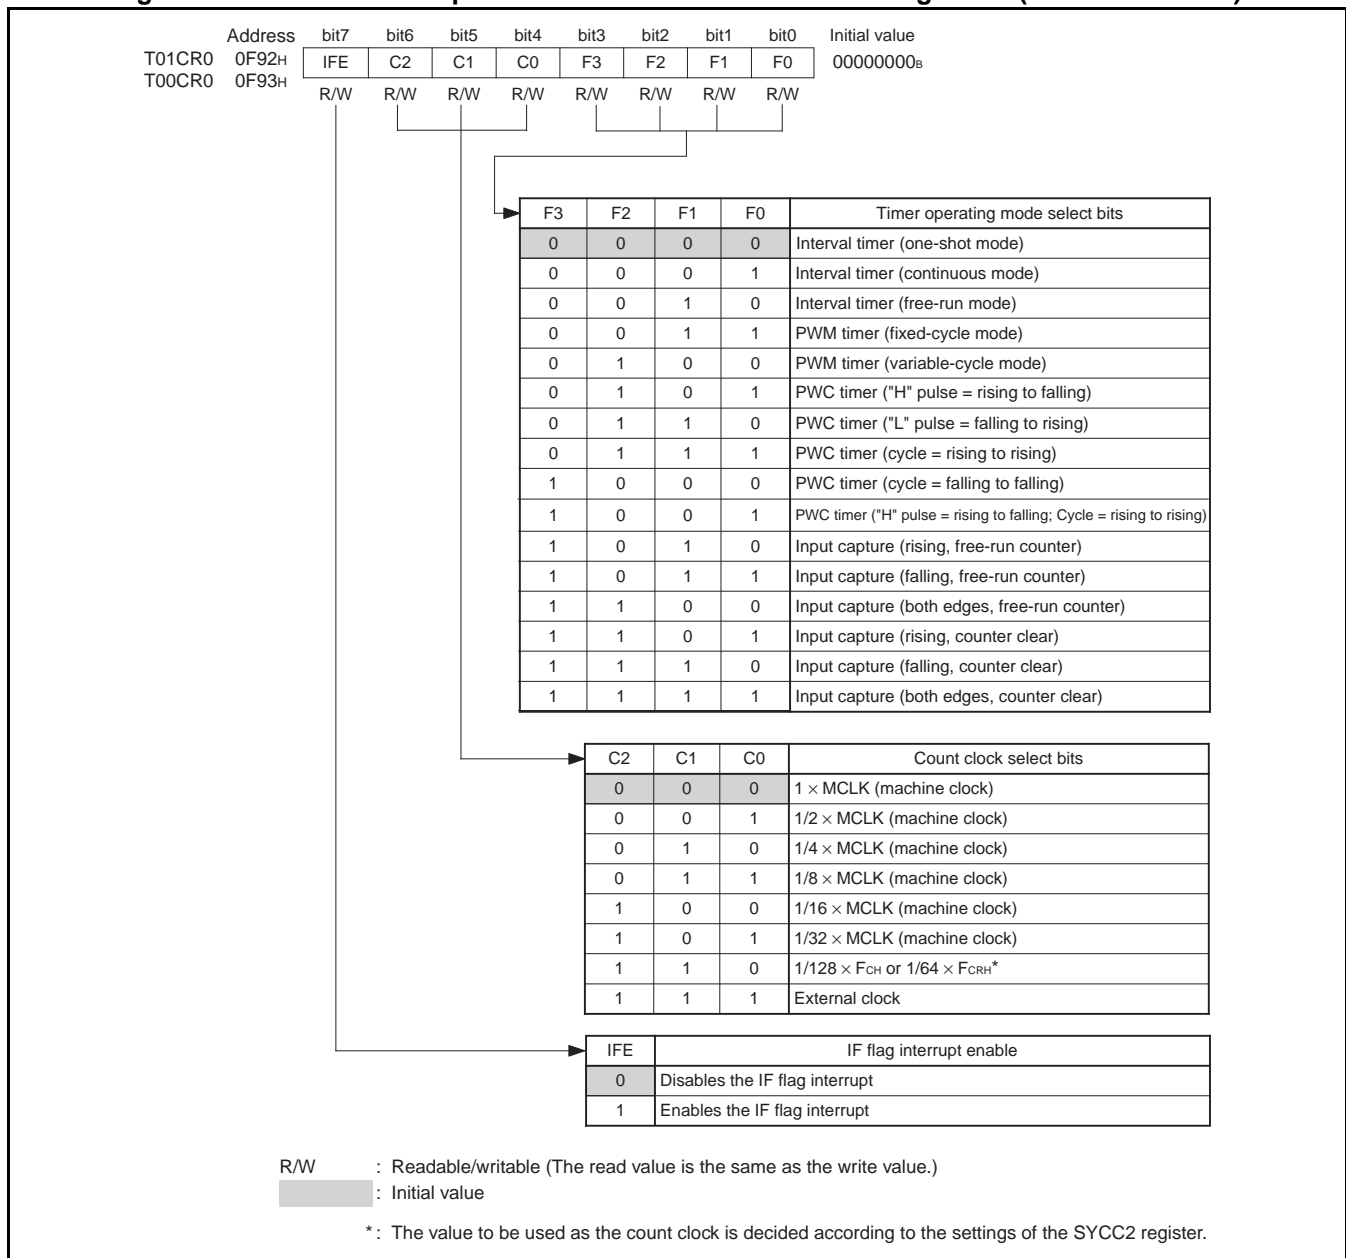 Address bit7 bit6 bit5 bit4 bit3 bit2 bit1 bit0 Initial value
T01CR0 0F92H IFE C2 C1 C0 F3 F2 F1 F0 00000000B
T00CR0 0F93H
R/W R/W R/W R/W R/W R/W R/W R/W
F3 F2 F1 F0 Timer operating mode select bits
0 0 0 0 Interval timer (one-shot mode)
0 0 0 1 Interval timer (continuous mode)
0 0 1 0 Interval timer (free-run mode)
0 0 1 1 PWM timer (fixed-cycle mode)
0 1 0 0 PWM timer (variable-cycle mode)
0 1 0 1 PWC timer ("H" pulse = rising to falling)
0 1 1 0 PWC timer ("L" pulse = falling to rising)
0 1 1 1 PWC timer (cycle = rising to rising)
1 0 0 0 PWC timer (cycle = falling to falling)
1 0 0 1 PWC timer ("H" pulse = rising to falling; Cycle = rising to rising)
1 0 1 0 Input capture (rising, free-run counter)
1 0 1 1 Input capture (falling, free-run counter)
1 1 0 0 Input capture (both edges, free-run counter)
1 1 0 1 Input capture (rising, counter clear)
1 1 1 0 Input capture (falling, counter clear)
1 1 1 1 Input capture (both edges, counter clear)
C2 C1 C0 Count clock select bits
0 0 0 1 × MCLK (machine clock)
0 0 1 1/2 × MCLK (machine clock)
0 1 0 1/4 × MCLK (machine clock)
0 1 1 1/8 × MCLK (machine clock)
1 0 0 1/16 × MCLK (machine clock)
1 0 1 1/32 × MCLK (machine clock)
1 1 0 1/128 × FCH or 1/64 × FCRH*
1 1 1 External clock
IFE IF flag interrupt enable
0 Disables the IF flag interrupt
1 Enables the IF flag interrupt
R/W : Readable/writable (The read value is the same as the write value.)
: Initial value
* : The value to be used as the count clock is decided according to the settings of the SYCC2 register.